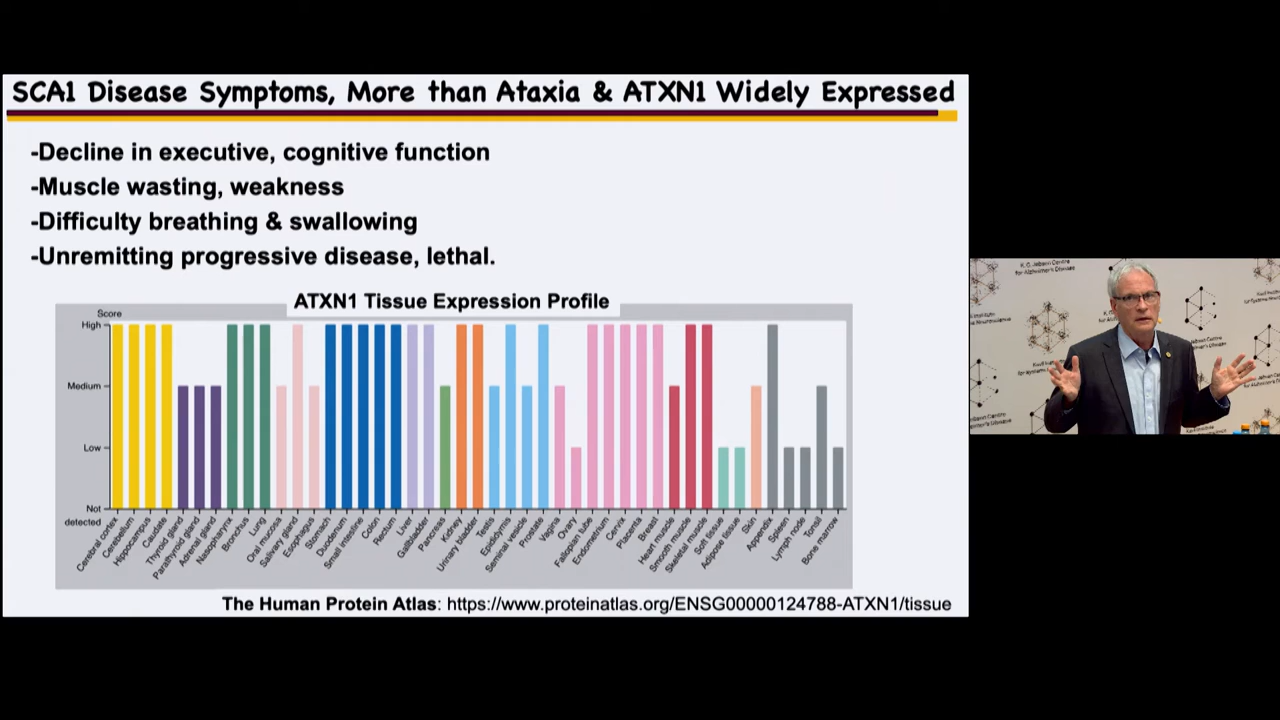 SCA1 Disease Symptoms, More than Ataxia & ATXN1 Widely Expressed
-Decline in executive, cognitive function
-Muscle wasting, weakness
-Difficulty breathing & swallowing
-Unremitting progressive disease, lethal.
ATXN1 Tissue Expression Profile
Score
High
Medium
Low
Not
detected
Cerebral cortex
Cerebellum
Hippocampus
Caudate
Thyroid gland
Parathyroid gland
Adrenal gland
Nasopharynx
Bronchus
Lung
Oral mucosa
Salivary gland
Esophagus
Stomach
Duodenum
Small intestine
Colon
Rectum
Liver
Gallbladder
Pancreas
Kidney
Urinary bladder
Testis
Epididymis
Seminal vesicle
Prostate
Vagina
Ovary
Fallopian tube
Endometrium
Cervix
Placenta
Breast
Heart muscle
Smooth muscle
Skeletal muscle
Soft tissue
Adipose tissue
Skin
Appendix
Spleen
Lymph node
Tonsil
Bone marrow
The Human Protein Atlas: https://www.proteinatlas.org/ENSG00000124788-ATXN1/tissue
K. G. Jebsen Centre
for Alzheimer's Disease